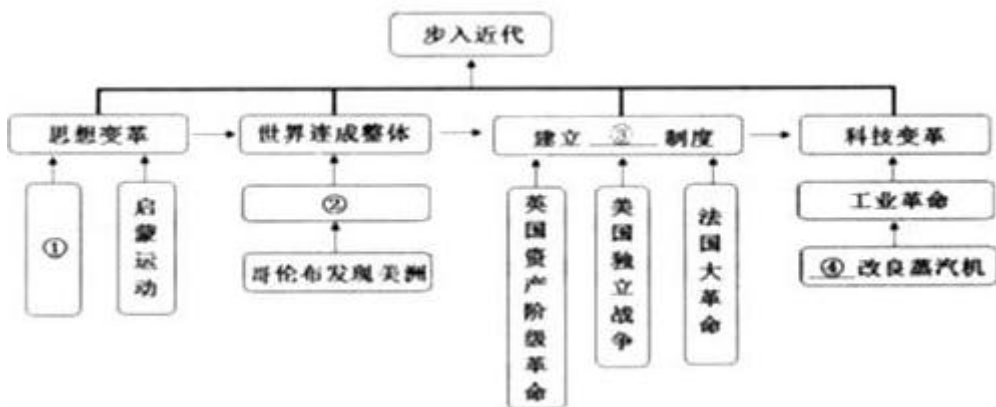 步入近代
思想变革
世界连成整体
建立 ③ 制度
科技变革
①
启蒙运动
②
哥伦布发现美洲
英国资产阶级革命
美国独立战争
法国大革命
工业革命
④改良蒸汽机